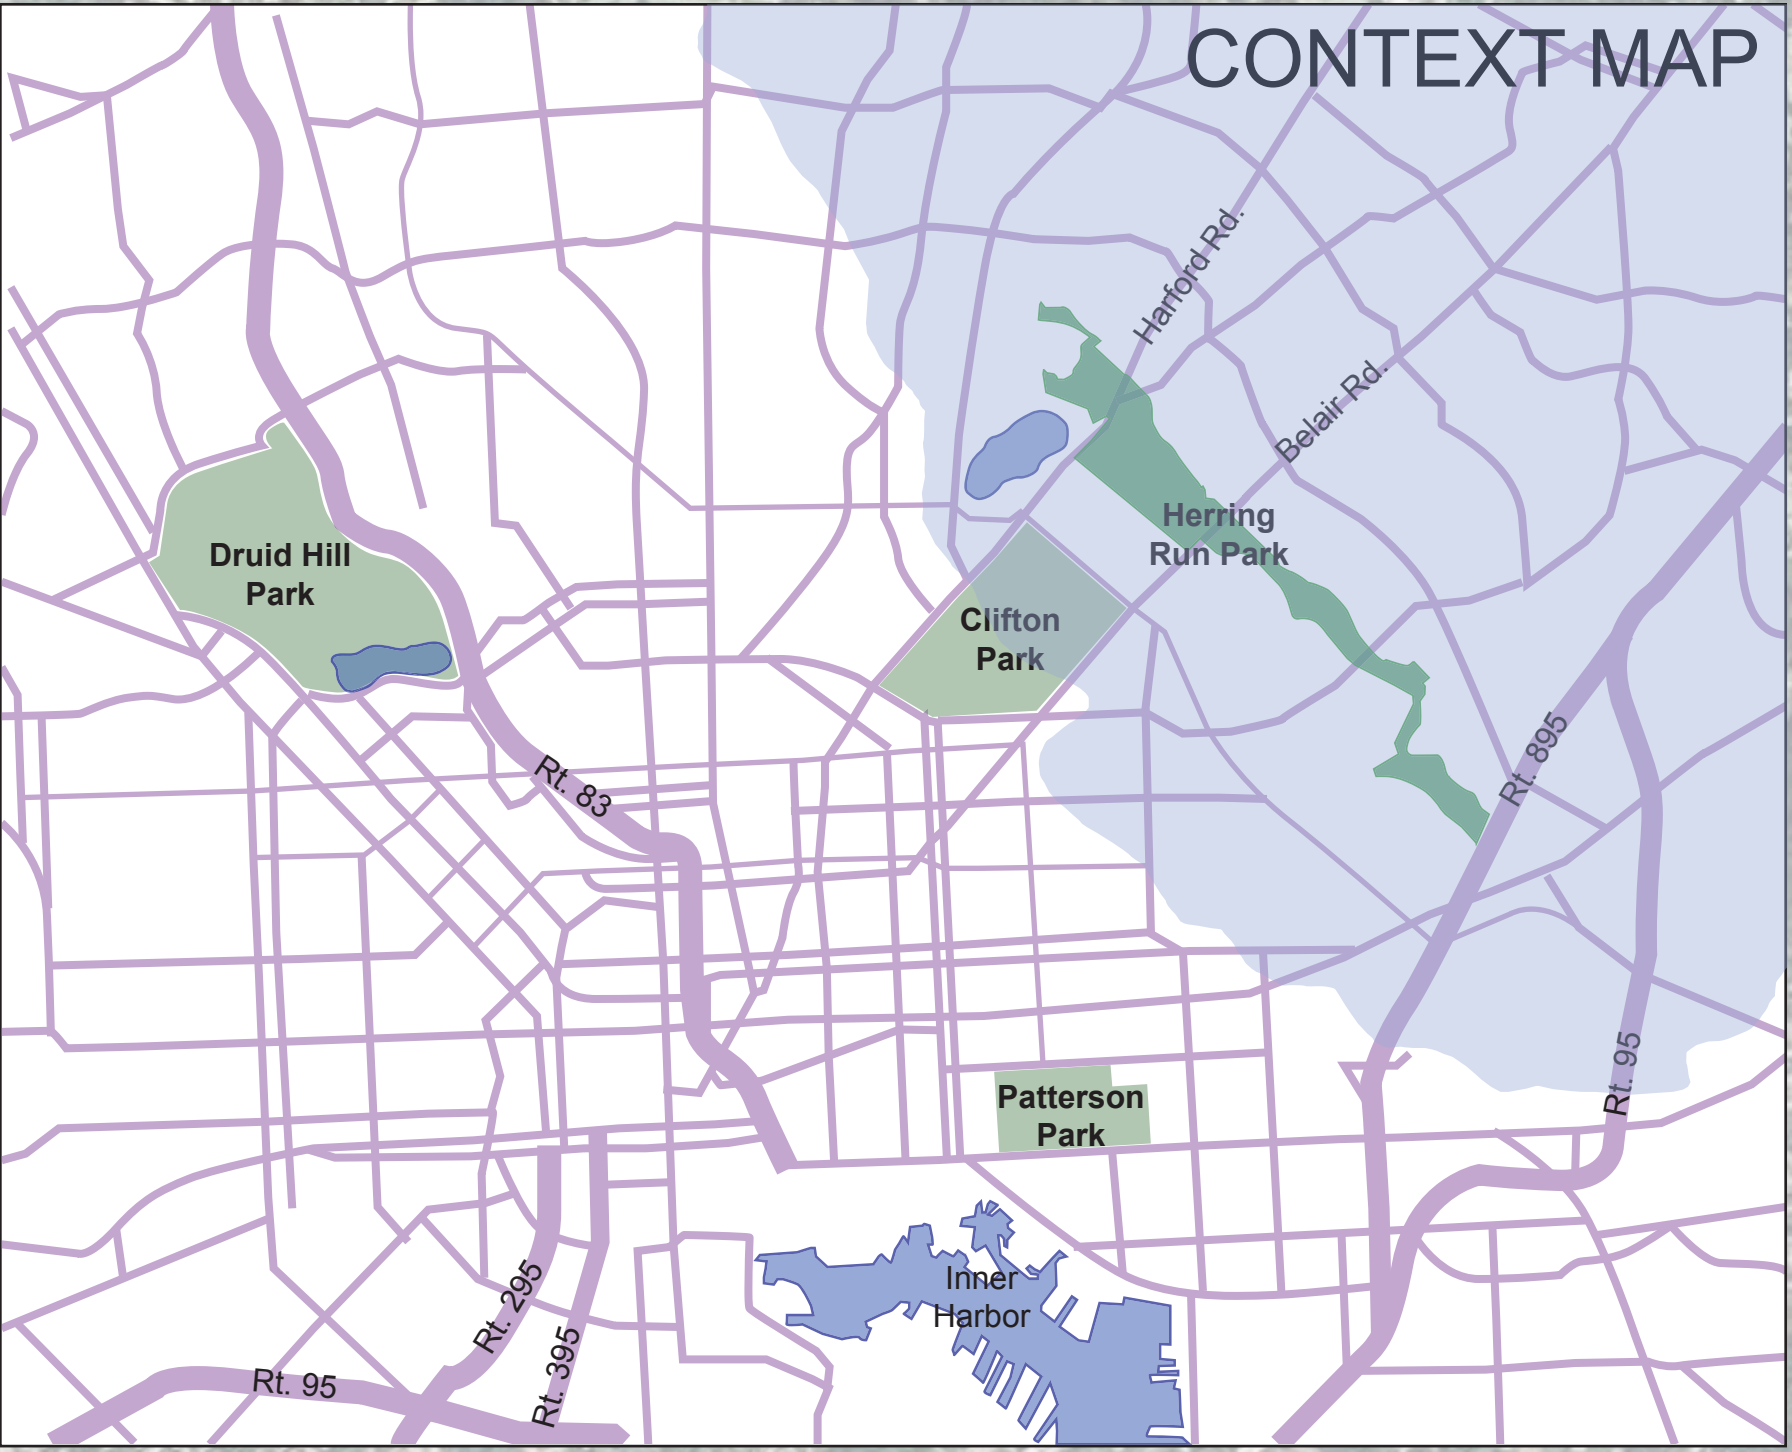 CONTEXT MAP
Harford Rd.
Belair Rd.
Herring
Run Park
Druid Hill
Park
Clifton
Park
Rt. 83
Rt. 895
Rt. 95
Patterson
Park
Inner
Harbor
Rt. 295
Rt. 395
Rt. 95